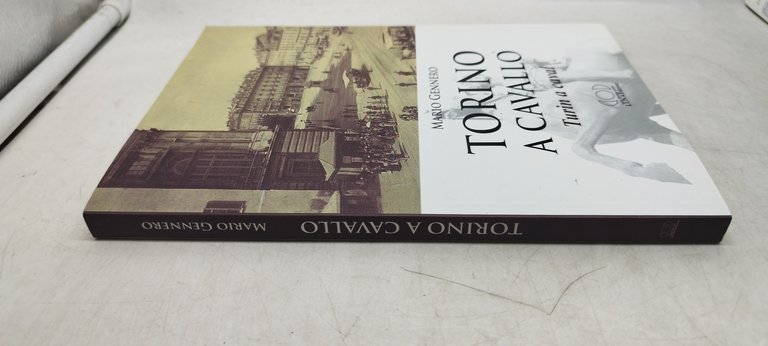 MARIO GENNERO
TORINO
A CAVALLO
Turin a caval
MARIO GENNERO TORINO A CAVALLO